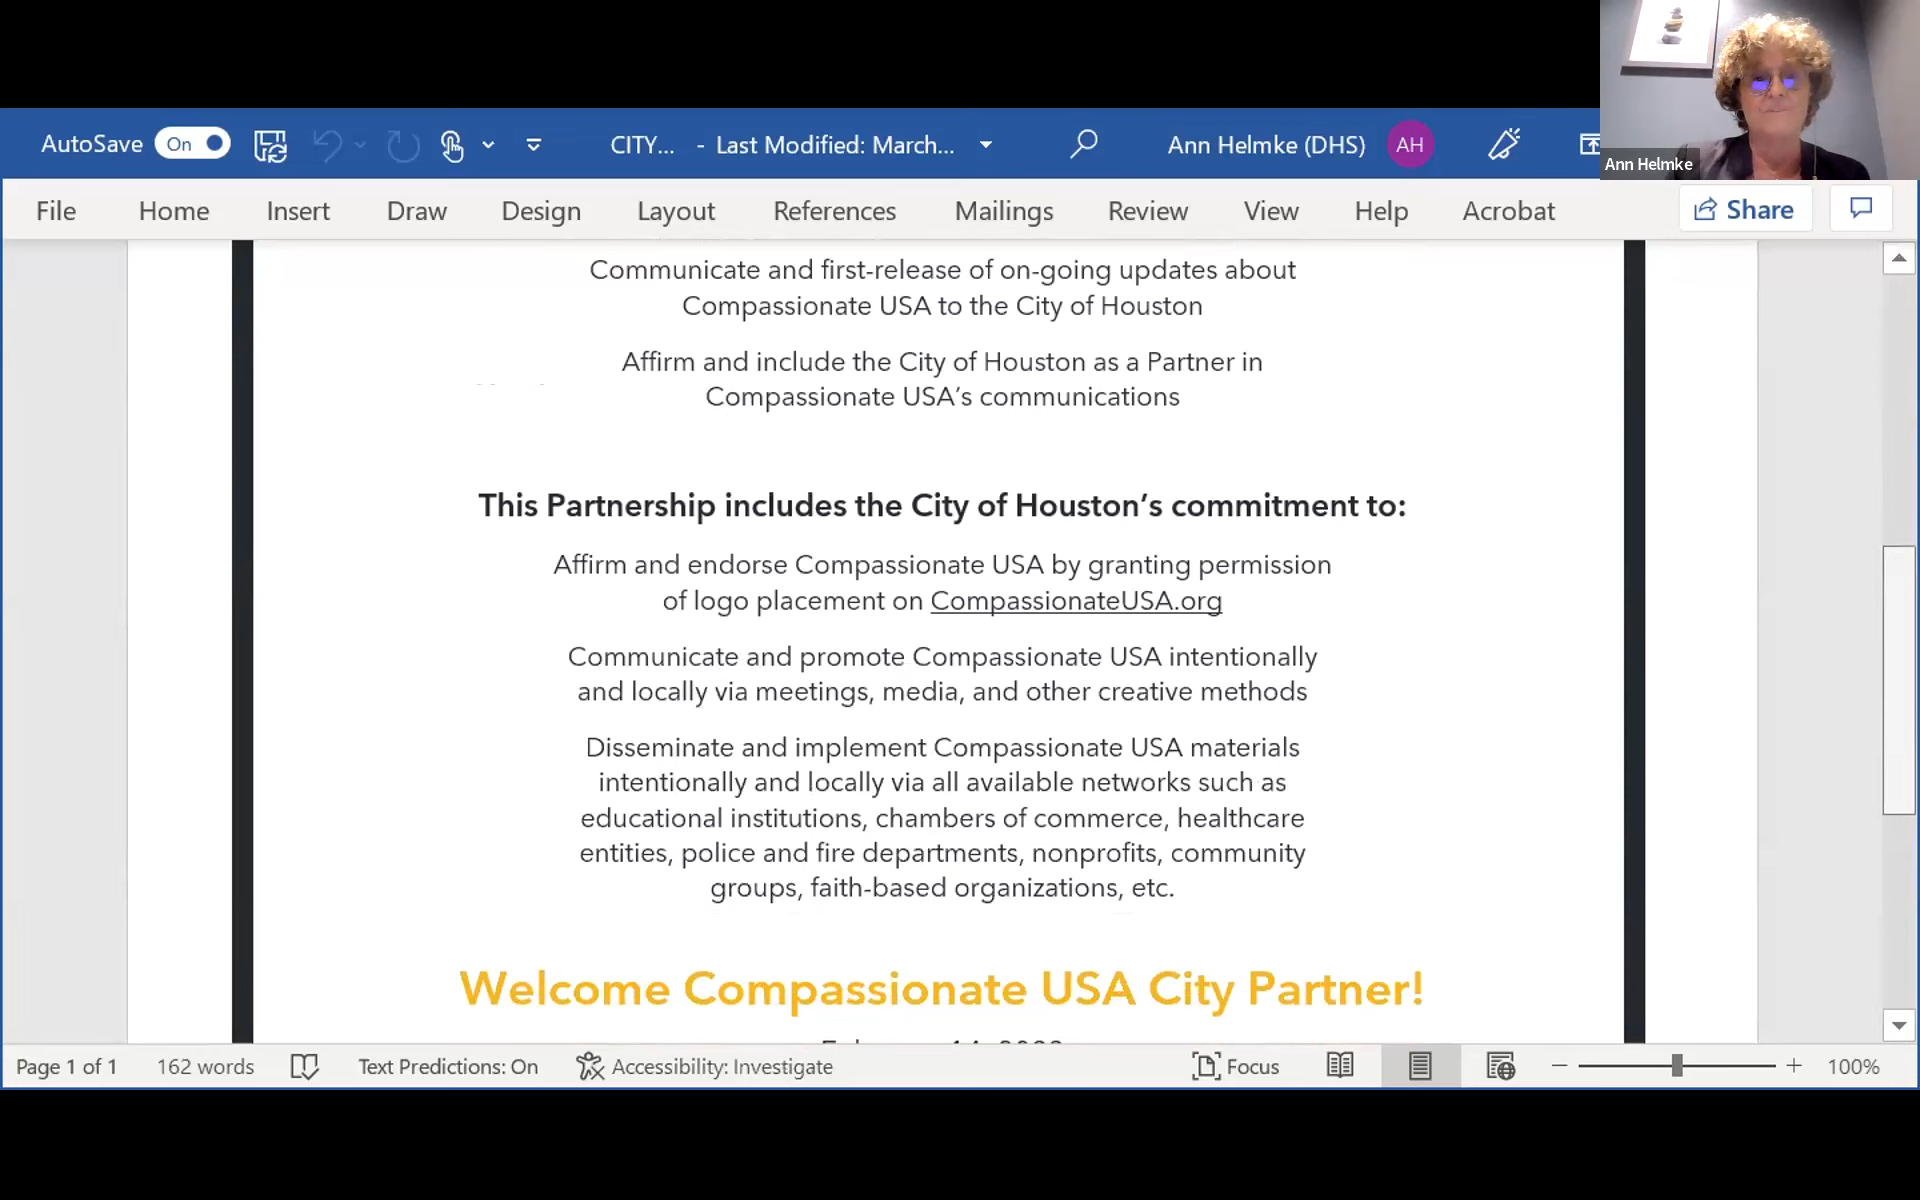 AutoSave On CITY... - Last Modified: March... Ann Helmke (DHS) AH
Ann Helmke
File Home Insert Draw Design Layout References Mailings Review View Help Acrobat Share
Communicate and first-release of on-going updates about
Compassionate USA to the City of Houston
Affirm and include the City of Houston as a Partner in
Compassionate USA’s communications
This Partnership includes the City of Houston’s commitment to:
Affirm and endorse Compassionate USA by granting permission
of logo placement on CompassionateUSA.org
Communicate and promote Compassionate USA intentionally
and locally via meetings, media, and other creative methods
Disseminate and implement Compassionate USA materials
intentionally and locally via all available networks such as
educational institutions, chambers of commerce, healthcare
entities, police and fire departments, nonprofits, community
groups, faith-based organizations, etc.
Welcome Compassionate USA City Partner!
Page 1 of 1 162 words Text Predictions: On Accessibility: Investigate Focus 100%